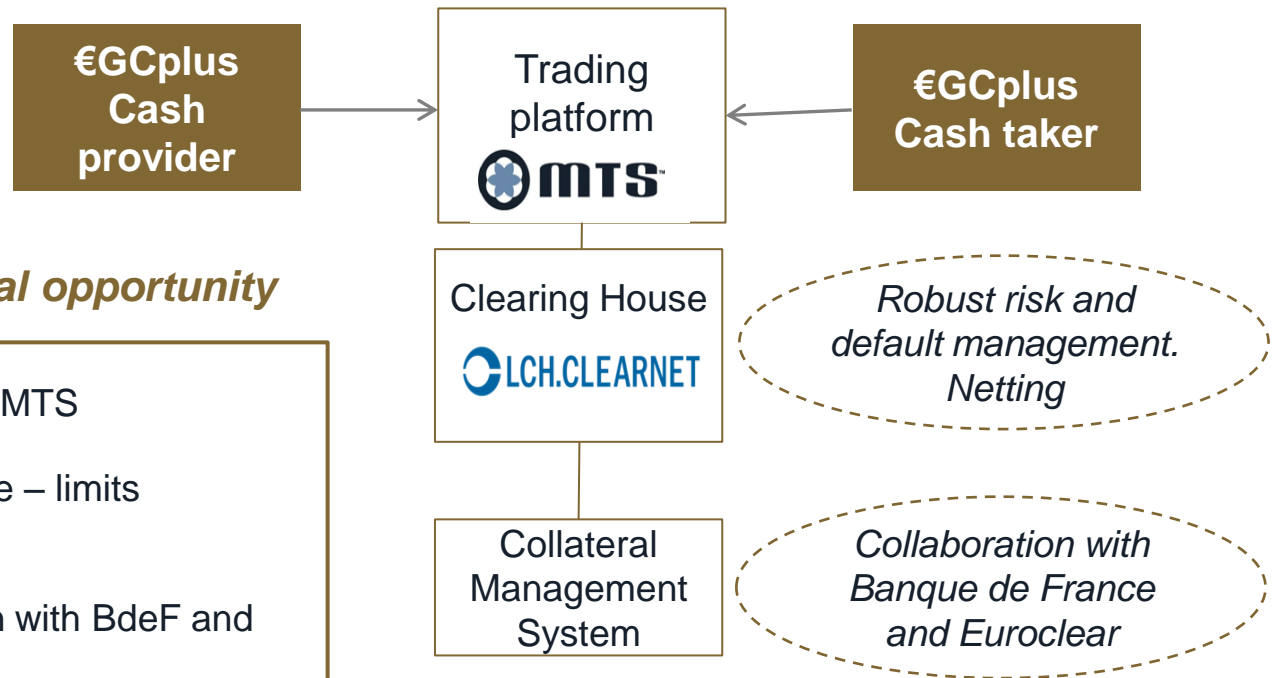 €GCplus
Cash
provider
Trading
platform
MTS™
€GCplus
Cash taker
al opportunity
MTS
e – limits
n with BdeF and
Clearing House
LCH.CLEARNET
Robust risk and
default management.
Netting
Collateral
Management
System
Collaboration with
Banque de France
and Euroclear